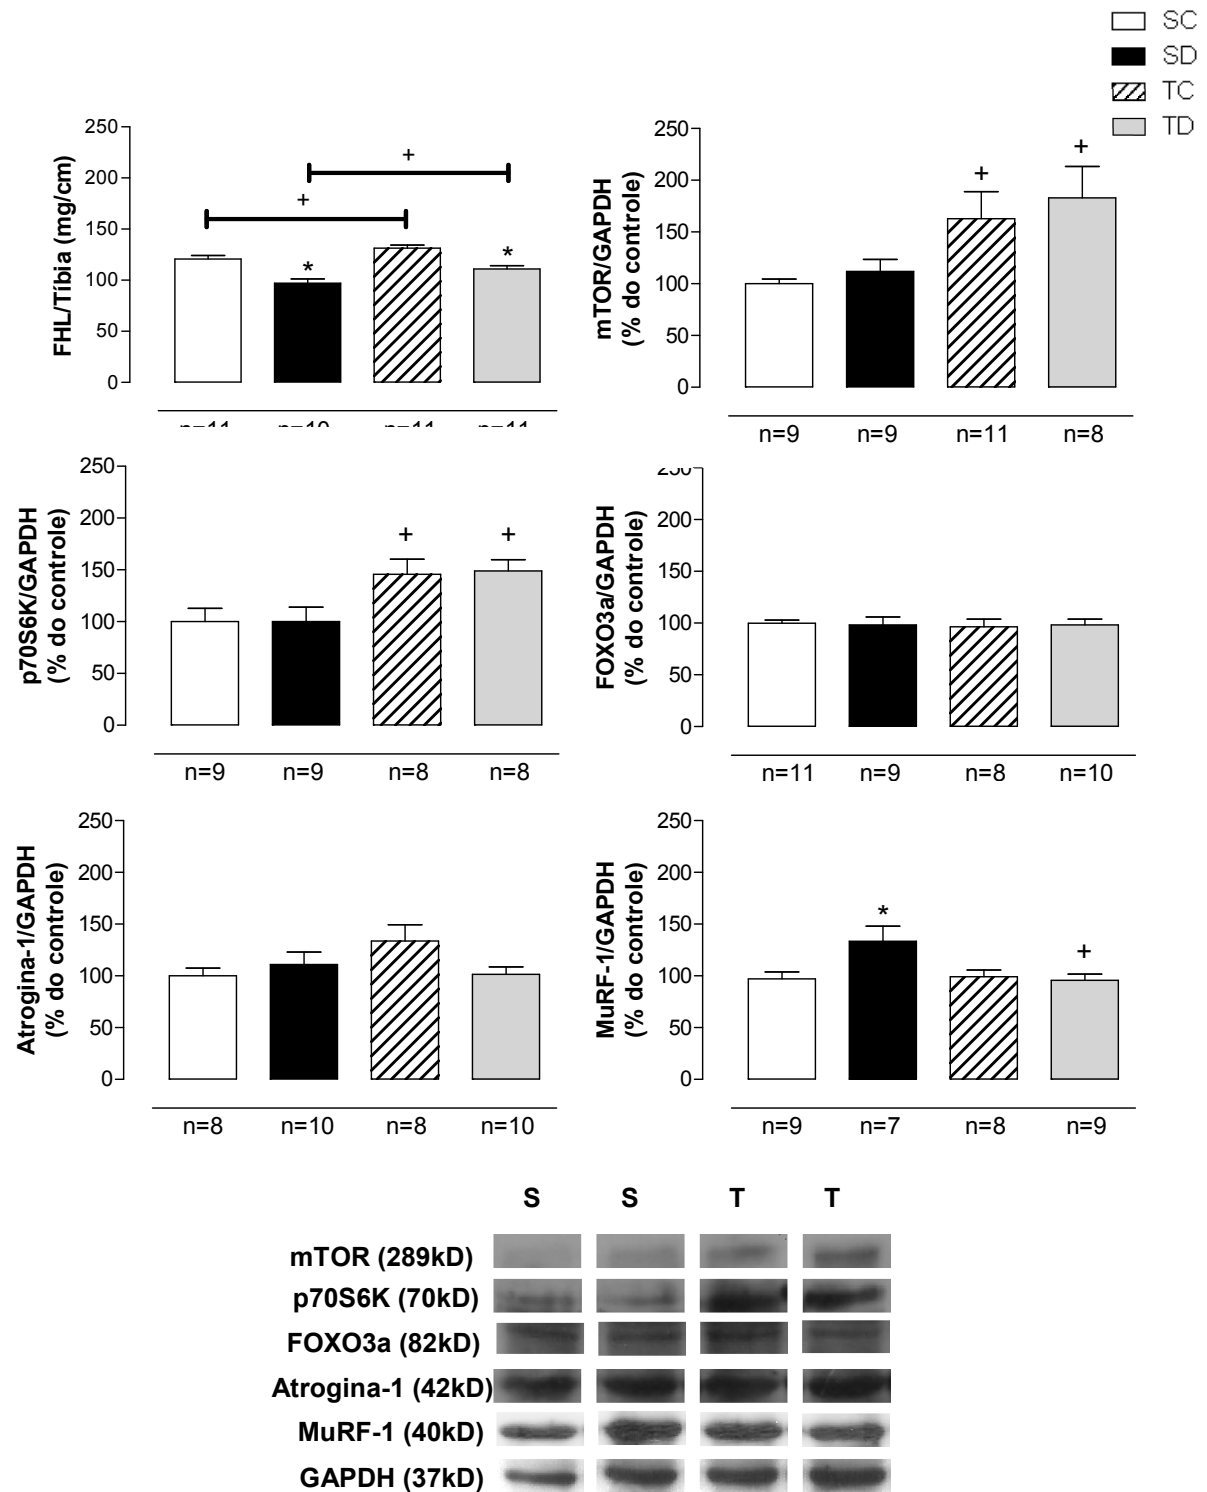 SC
SD
TC
TD
FHL/Tíbia (mg/cm)
250
200
150
100
50
0
+
+
*
*
n=11 n=10 n=11 n=11
mTOR/GAPDH
(% do controle)
250
200
150
100
50
0
+
+
n=9 n=9 n=11 n=8
p70S6K/GAPDH
(% do controle)
250
200
150
100
50
0
+
+
n=9 n=9 n=8 n=8
FOXO3a/GAPDH
(% do controle)
250
200
150
100
50
0
n=11 n=9 n=8 n=10
Atrogina-1/GAPDH
(% do controle)
250
200
150
100
50
0
n=8 n=10 n=8 n=10
MuRF-1/GAPDH
(% do controle)
250
200
150
100
50
0
*
+
n=9 n=7 n=8 n=9
S S T T
mTOR (289kD)
p70S6K (70kD)
FOXO3a (82kD)
Atrogina-1 (42kD)
MuRF-1 (40kD)
GAPDH (37kD)